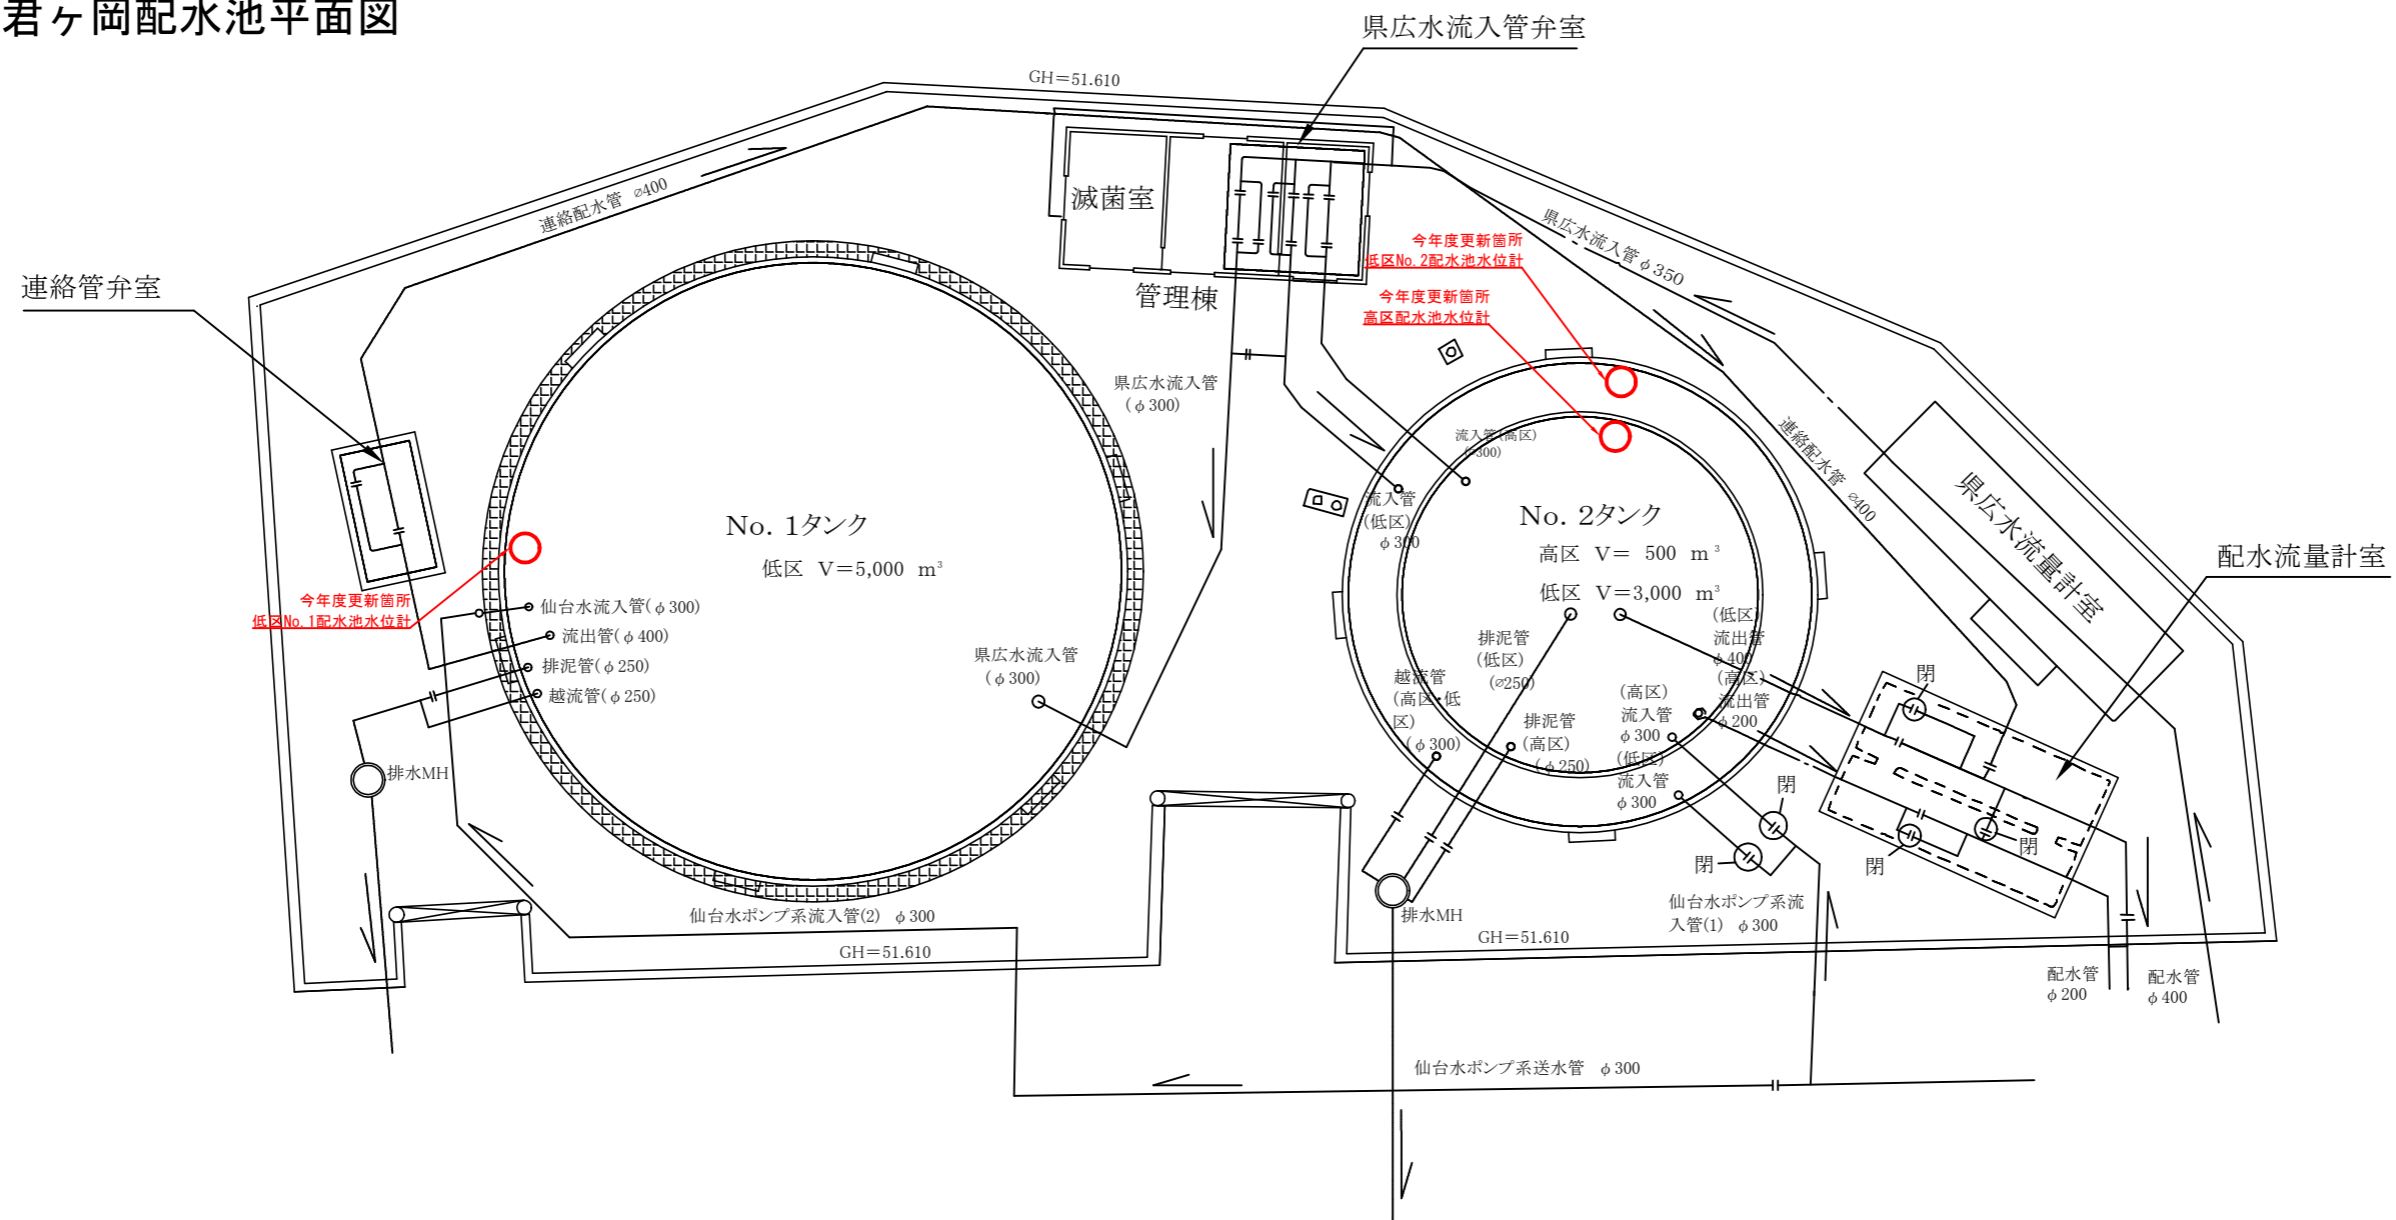 君ヶ岡配水池平面図
県広水流入管弁室
GH＝51.610
連絡配水管 ∅400
滅菌室
管理棟
県広水流入管φ350
今年度更新箇所
低区No.2配水池水位計
今年度更新箇所
高区配水池水位計
連絡管弁室
県広水流入管
(φ300)
流入管(高区)
流入管
(低区)
φ300
連絡配水管 ∅400
県広水流量計室
配水流量計室
No. 1タンク
低区 V＝5,000 m³
No. 2タンク
高区 V＝ 500 m³
低区 V＝3,000 m³
今年度更新箇所
低区No.1配水池水位計
仙台水流入管(φ300)
流出管(φ400)
排泥管(φ250)
越流管(φ250)
県広水流入管
(φ300)
排泥管
(低区)
(∅250)
(低区)
流出管
φ400
(高区)
流出管
φ200
越流管
(高区・低
区)
(φ300)
排泥管
(高区)
(φ250)
(高区)
流入管
φ300
(低区)
流入管
φ300
閉
閉
閉
閉
閉
排水MH
排水MH
仙台水ポンプ系流入管(2) φ300
GH＝51.610
仙台水ポンプ系流
入管(1) φ300
GH＝51.610
配水管
φ200
配水管
φ400
仙台水ポンプ系送水管 φ300